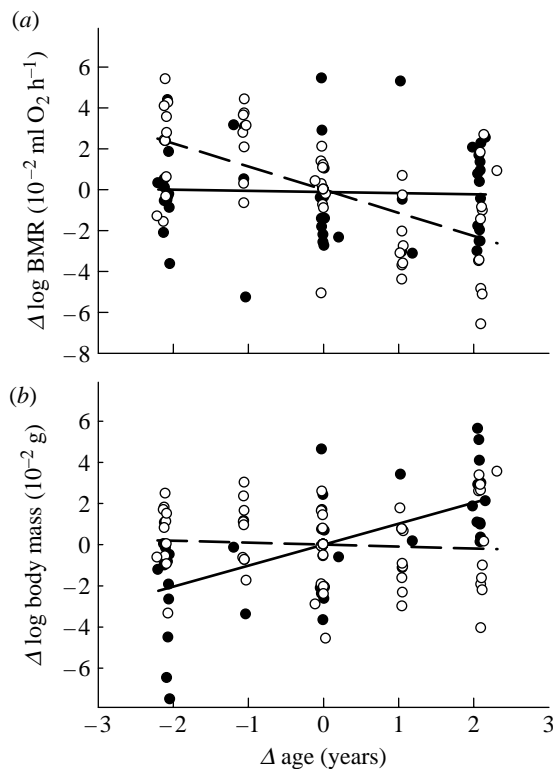 (a)
6
4
2
0
−2
−4
−6
−8
Δ log BMR (10⁻² ml O₂ h⁻¹)
(b)
6
4
2
0
−2
−4
−6
Δ log body mass (10⁻² g)
−3 −2 −1 0 1 2 3
Δ age (years)